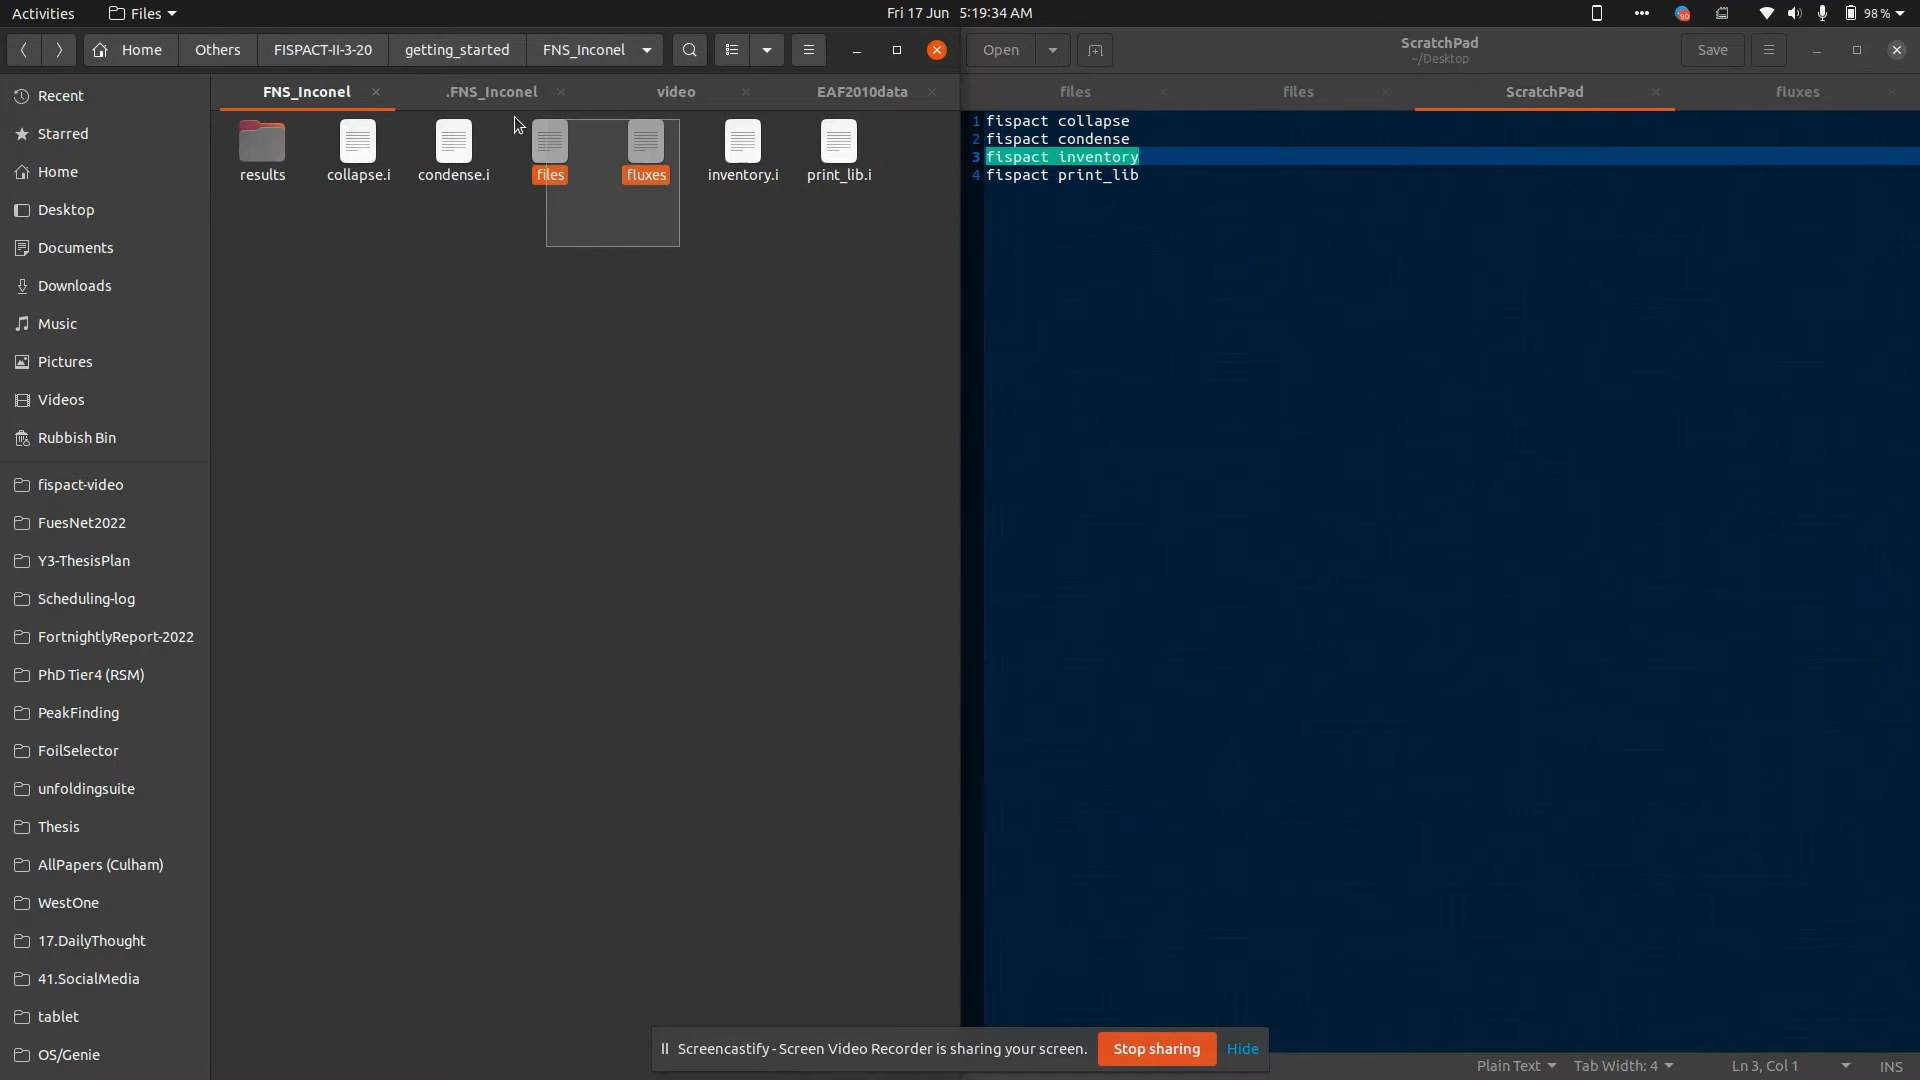 Activities
Files
Fri 17 Jun 5:19:34 AM
90
98 %
Home
Others
FISPACT-II-3-20
getting_started
FNS_Inconel
Open
ScratchPad
~/Desktop
Save
FNS_Inconel
.FNS_Inconel
video
EAF2010data
files
files
ScratchPad
fluxes
Recent
Starred
Home
Desktop
Documents
Downloads
Music
Pictures
Videos
Rubbish Bin
fispact-video
FuesNet2022
Y3-ThesisPlan
Scheduling-log
FortnightlyReport-2022
PhD Tier4 (RSM)
PeakFinding
FoilSelector
unfoldingsuite
Thesis
AllPapers (Culham)
WestOne
17.DailyThought
41.SocialMedia
tablet
OS/Genie
results
collapse.i
condense.i
files
fluxes
inventory.i
print_lib.i
1 fispact collapse
2 fispact condense
3 fispact inventory
4 fispact print_lib
Screencastify - Screen Video Recorder is sharing your screen.
Stop sharing
Hide
Plain Text
Tab Width: 4
Ln 3, Col 1
INS